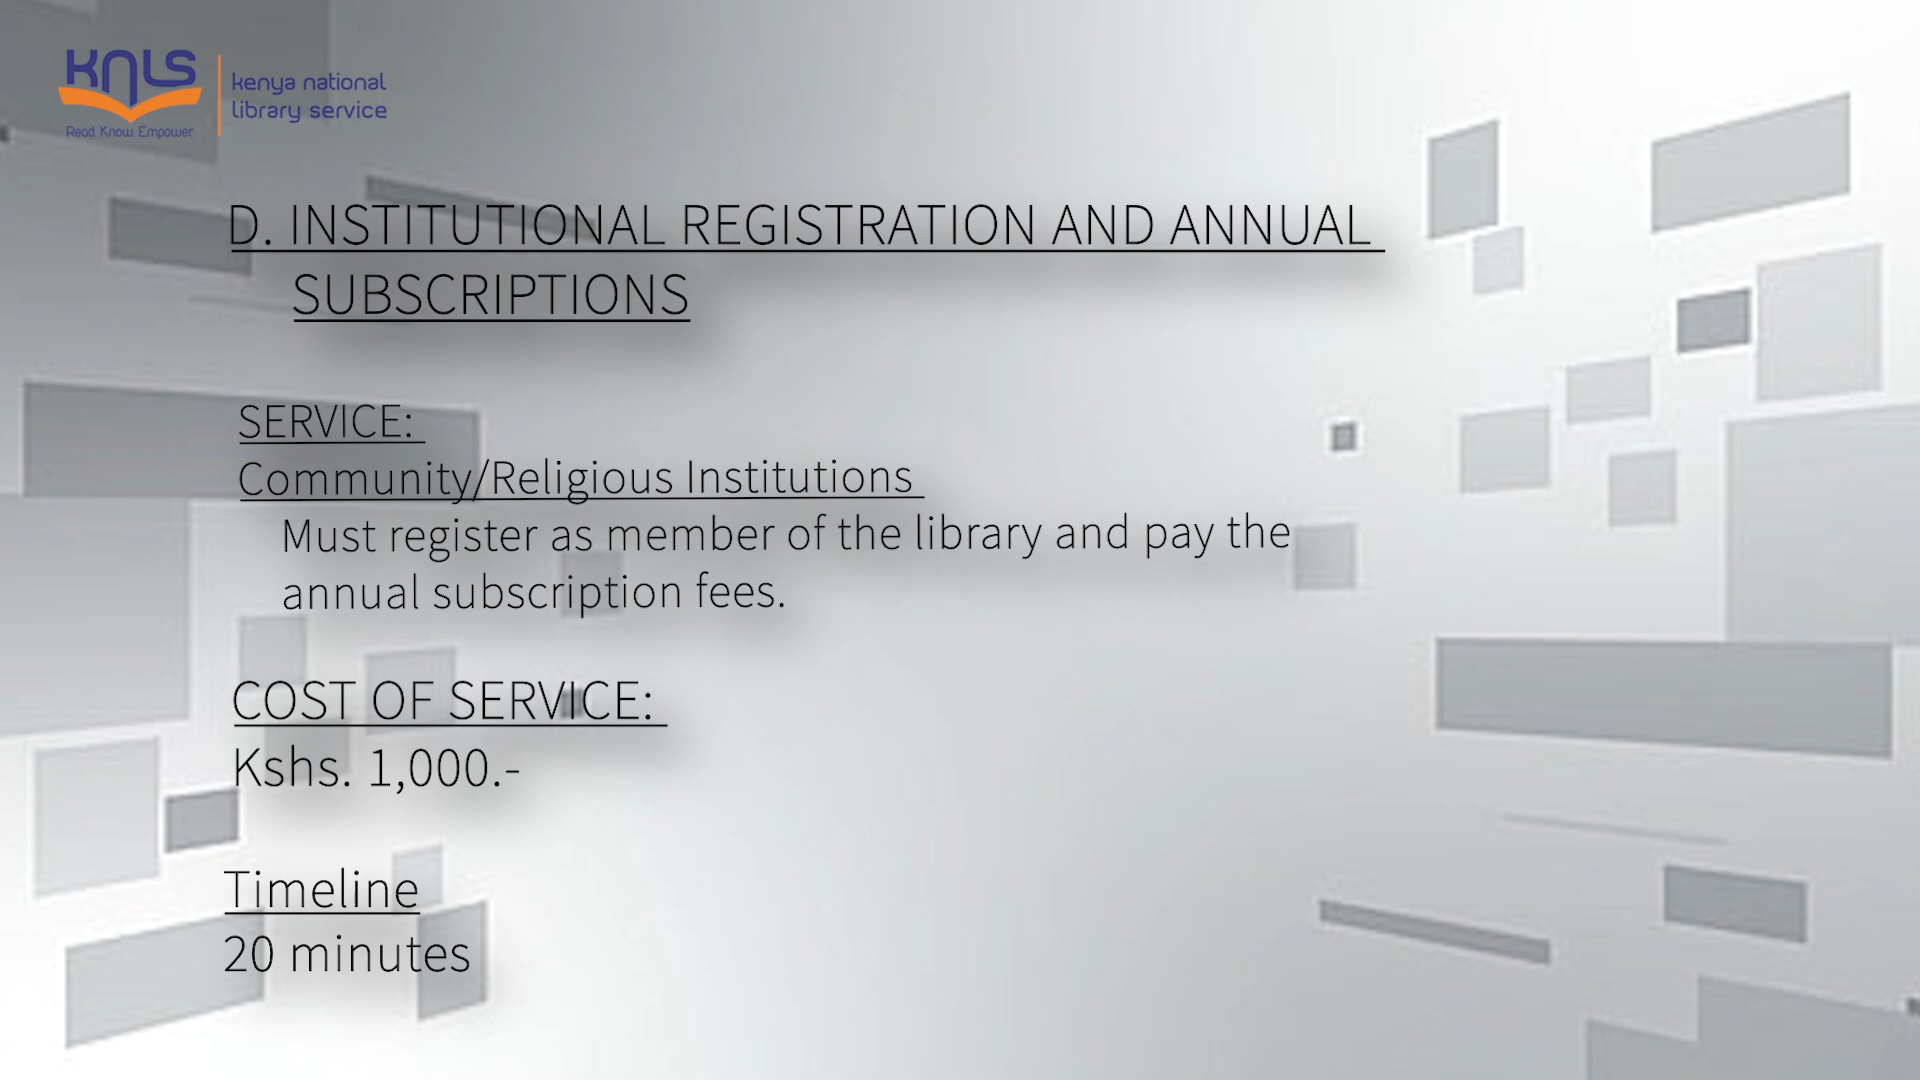 KNLS
Read Know Empower
kenya national
library service
D. INSTITUTIONAL REGISTRATION AND ANNUAL
SUBSCRIPTIONS
SERVICE:
Community/Religious Institutions
Must register as member of the library and pay the
annual subscription fees.
COST OF SERVICE:
Kshs. 1,000.-
Timeline
20 minutes